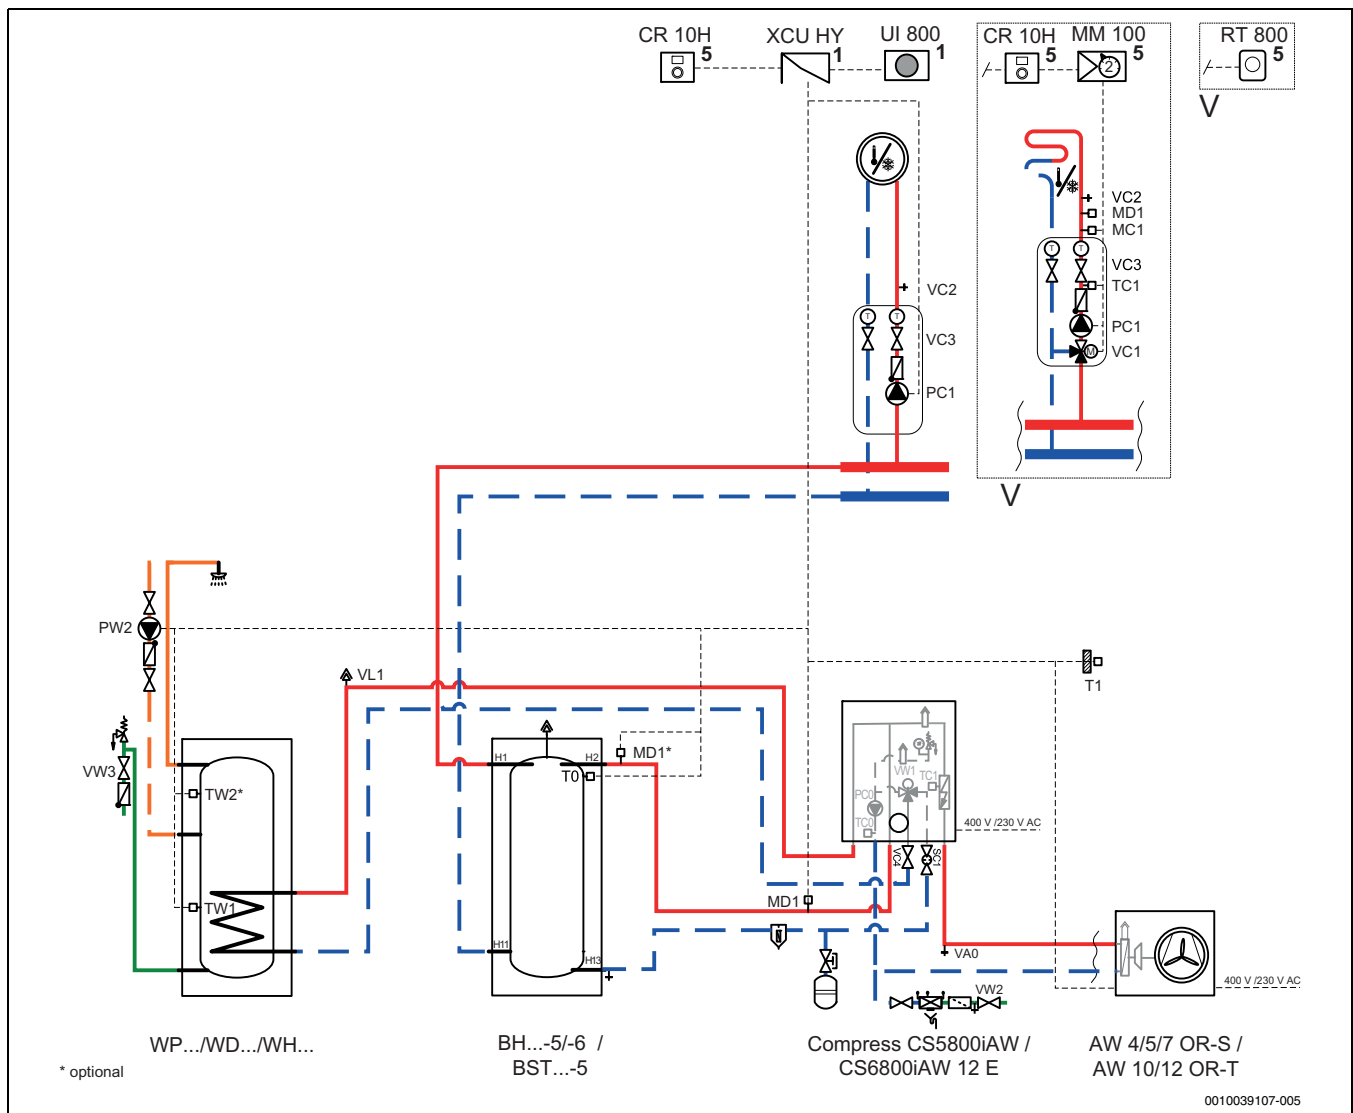 CR 10H
5
XCU HY
1
UI 800
1
CR 10H
5
MM 100
5
2
RT 800
5
V
VC2
MD1
MC1
T
T
VC3
TC1
PC1
M
VC1
V
VC2
T
T
VC3
PC1
PW2
VL1
T1
VW3
TW2*
TW1
H1
H2
MD1*
T0
H11
H13
VW1
TC1
PC0
TC0
VC4
SC1
400 V /230 V AC
MD1
VA0
VW2
400 V /230 V AC
WP.../WD.../WH...
BH...-5/-6 /
BST...-5
Compress CS5800iAW /
CS6800iAW 12 E
AW 4/5/7 OR-S /
AW 10/12 OR-T
* optional
0010039107-005